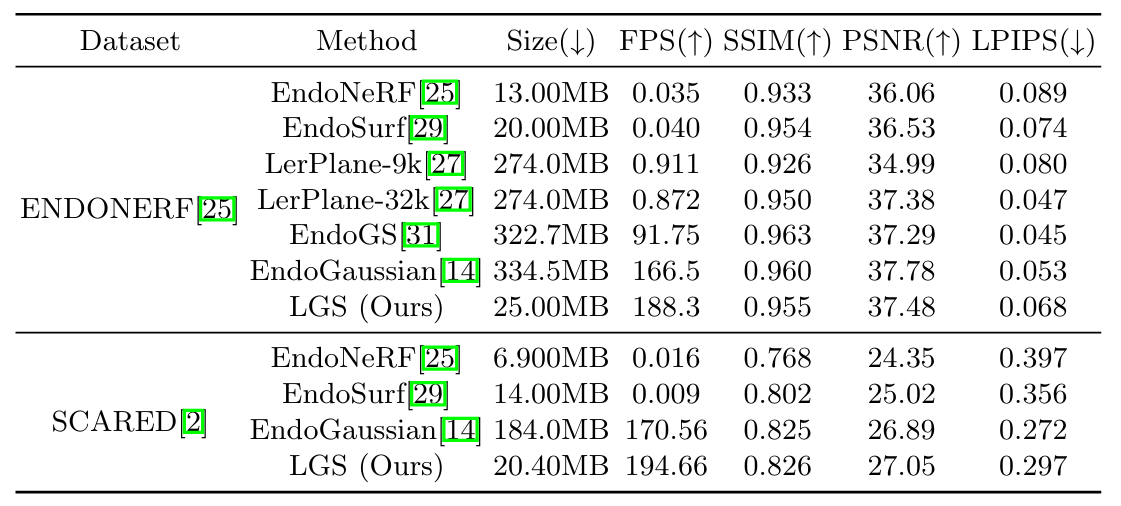 Dataset Method Size(↓) FPS(↑) SSIM(↑) PSNR(↑) LPIPS(↓)
EndoNeRF[25] 13.00MB 0.035 0.933 36.06 0.089
EndoSurf[29] 20.00MB 0.040 0.954 36.53 0.074
LerPlane-9k[27] 274.0MB 0.911 0.926 34.99 0.080
ENDONERF[25] LerPlane-32k[27] 274.0MB 0.872 0.950 37.38 0.047
EndoGS[31] 322.7MB 91.75 0.963 37.29 0.045
EndoGaussian[14] 334.5MB 166.5 0.960 37.78 0.053
LGS (Ours) 25.00MB 188.3 0.955 37.48 0.068
EndoNeRF[25] 6.900MB 0.016 0.768 24.35 0.397
EndoSurf[29] 14.00MB 0.009 0.802 25.02 0.356
SCARED[2] EndoGaussian[14] 184.0MB 170.56 0.825 26.89 0.272
LGS (Ours) 20.40MB 194.66 0.826 27.05 0.297